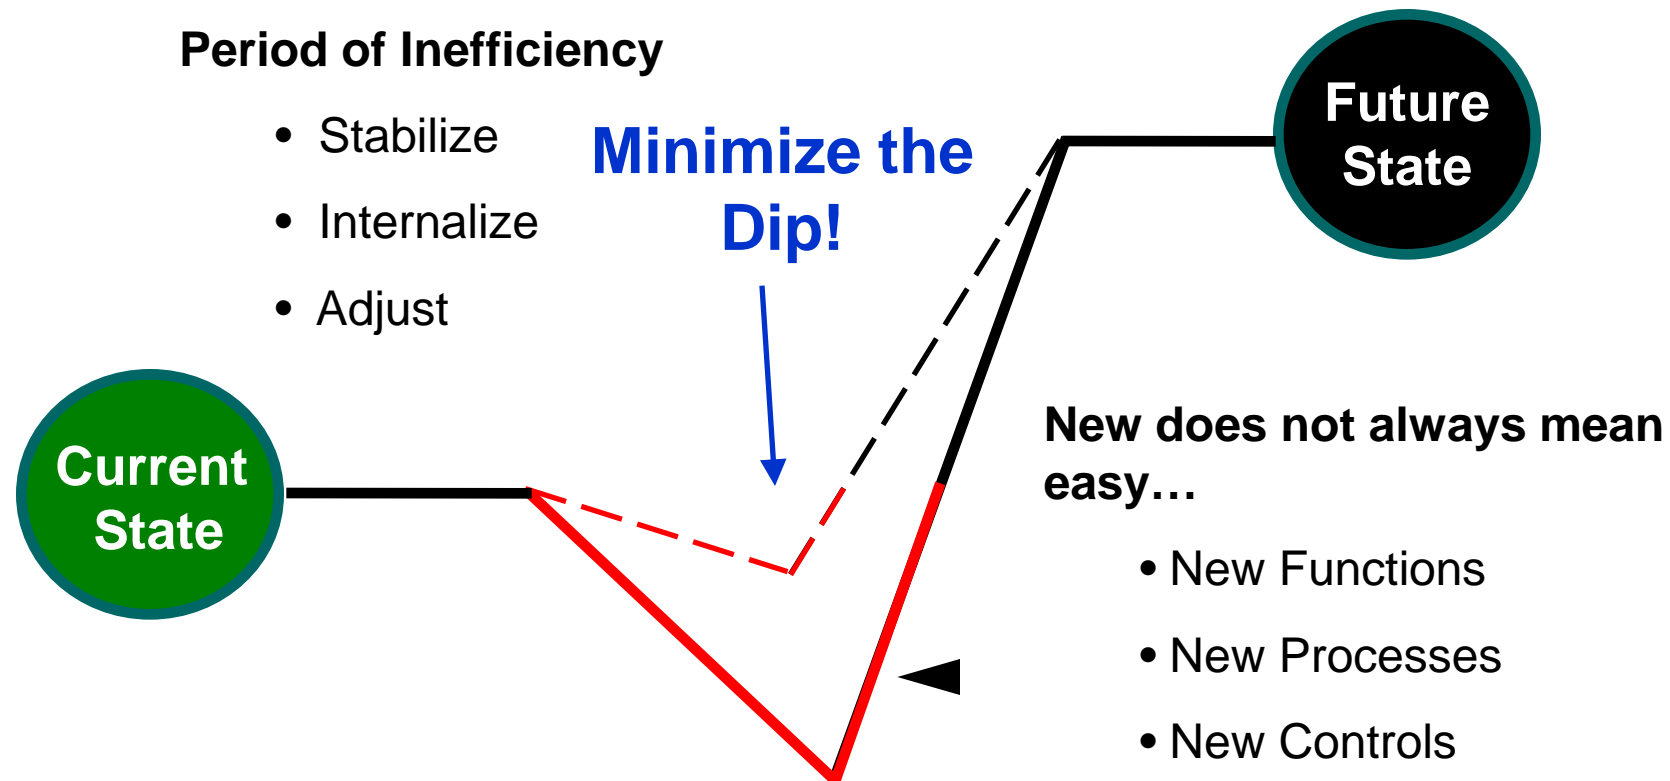 Period of Inefficiency
• Stabilize
• Internalize
• Adjust
Minimize the
Dip!
Future
State
Current
State
New does not always mean
easy…
• New Functions
• New Processes
• New Controls